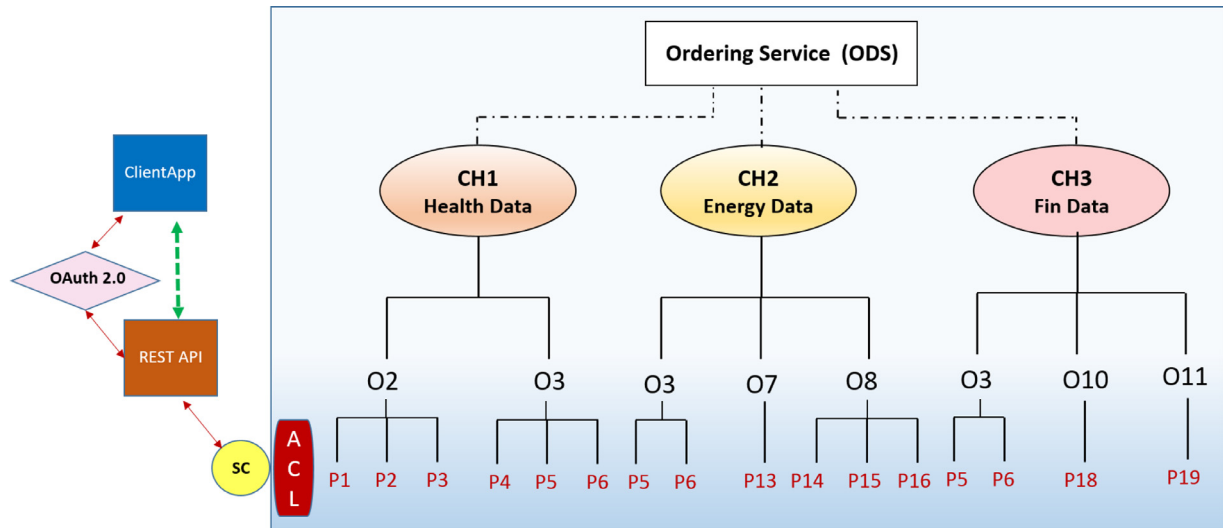 Ordering Service (ODS)
CH1
Health Data
CH2
Energy Data
CH3
Fin Data
ClientApp
OAuth 2.0
REST API
SC
A
C
L
O2
O3
O3
O7
O8
O3
O10
O11
P1
P2
P3
P4
P5
P6
P5
P6
P13
P14
P15
P16
P5
P6
P18
P19